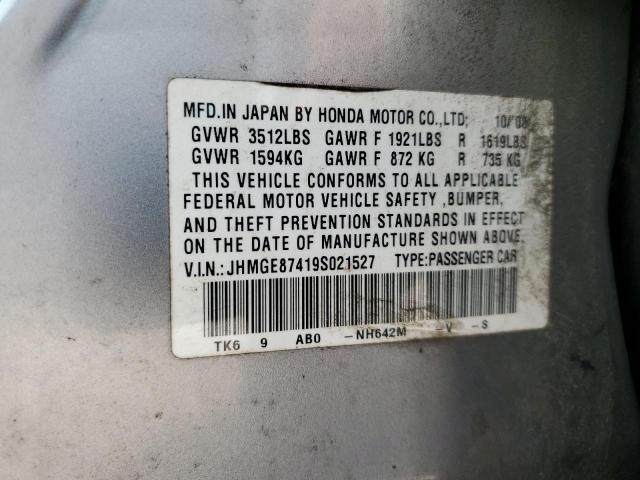 MFD.IN JAPAN BY HONDA MOTOR CO.,LTD; 10/'08
GVWR 3512LBS GAWR F 1921LBS R 1619LBS
GVWR 1594KG GAWR F 872 KG R 735 KG
THIS VEHICLE CONFORMS TO ALL APPLICABLE
FEDERAL MOTOR VEHICLE SAFETY ,BUMPER,
AND THEFT PREVENTION STANDARDS IN EFFECT
ON THE DATE OF MANUFACTURE SHOWN ABOVE.
V.I.N.: JHMGE87419S021527 TYPE:PASSENGER CAR
TK6 9 AB0 -NH642M -V -S